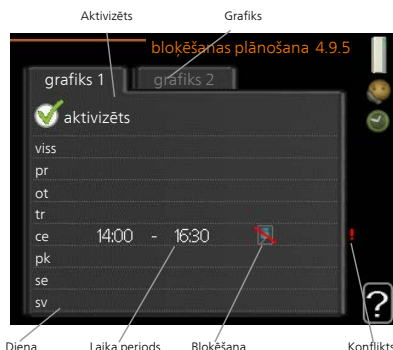 Aktivizēts Grafiks
bloķēšanas plānošana 4.9.5
grafiks 1 grafiks 2
aktivizēts
viss
pr
ot
tr
ce 14:00 - 16:30 !
pk
se
sv
?
Diena Laika periods Bloķēšana Konflikts